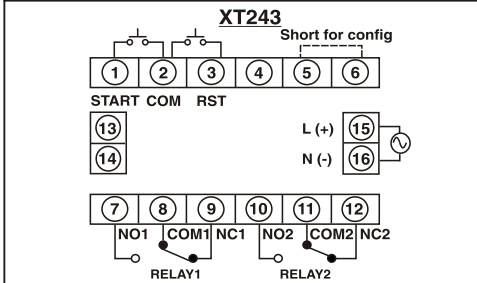 XT243
Short for config
1 2 3 4 5 6
START COM RST
13
14
L (+) 15
N (-) 16
7 8 9 10 11 12
NO1 COM1 NC1 NO2 COM2 NC2
RELAY1 RELAY2